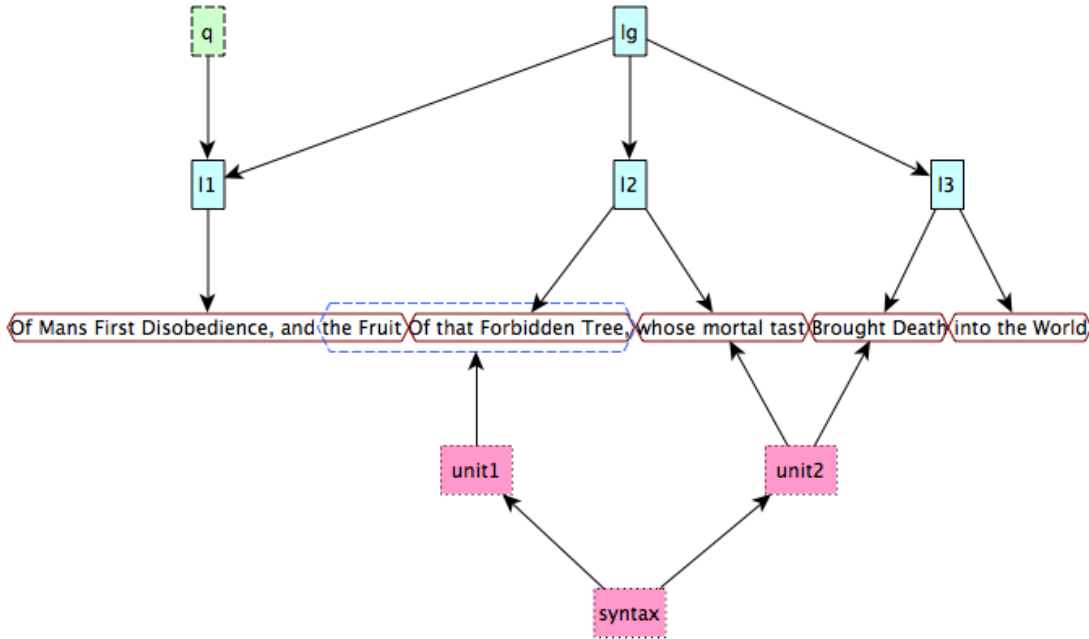 q lg
l1 l2 l3
Of Mans First Disobedience, and the Fruit Of that Forbidden Tree, whose mortal tast Brought Death into the World
unit1 unit2
syntax